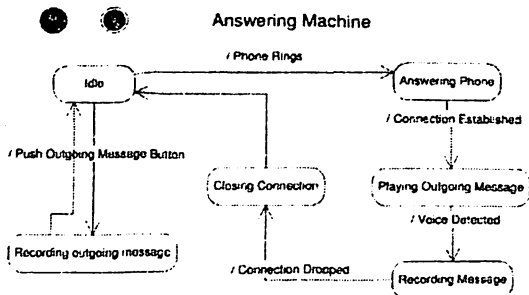 Answering Machine
/ Phone Rings
Idle
Answering Phone
/ Connection Established
/ Push Outgoing Message Button
Closing Connection
Playing Outgoing Message
/ Voice Detected
Recording outgoing message
/ Connection Dropped
Recording Message